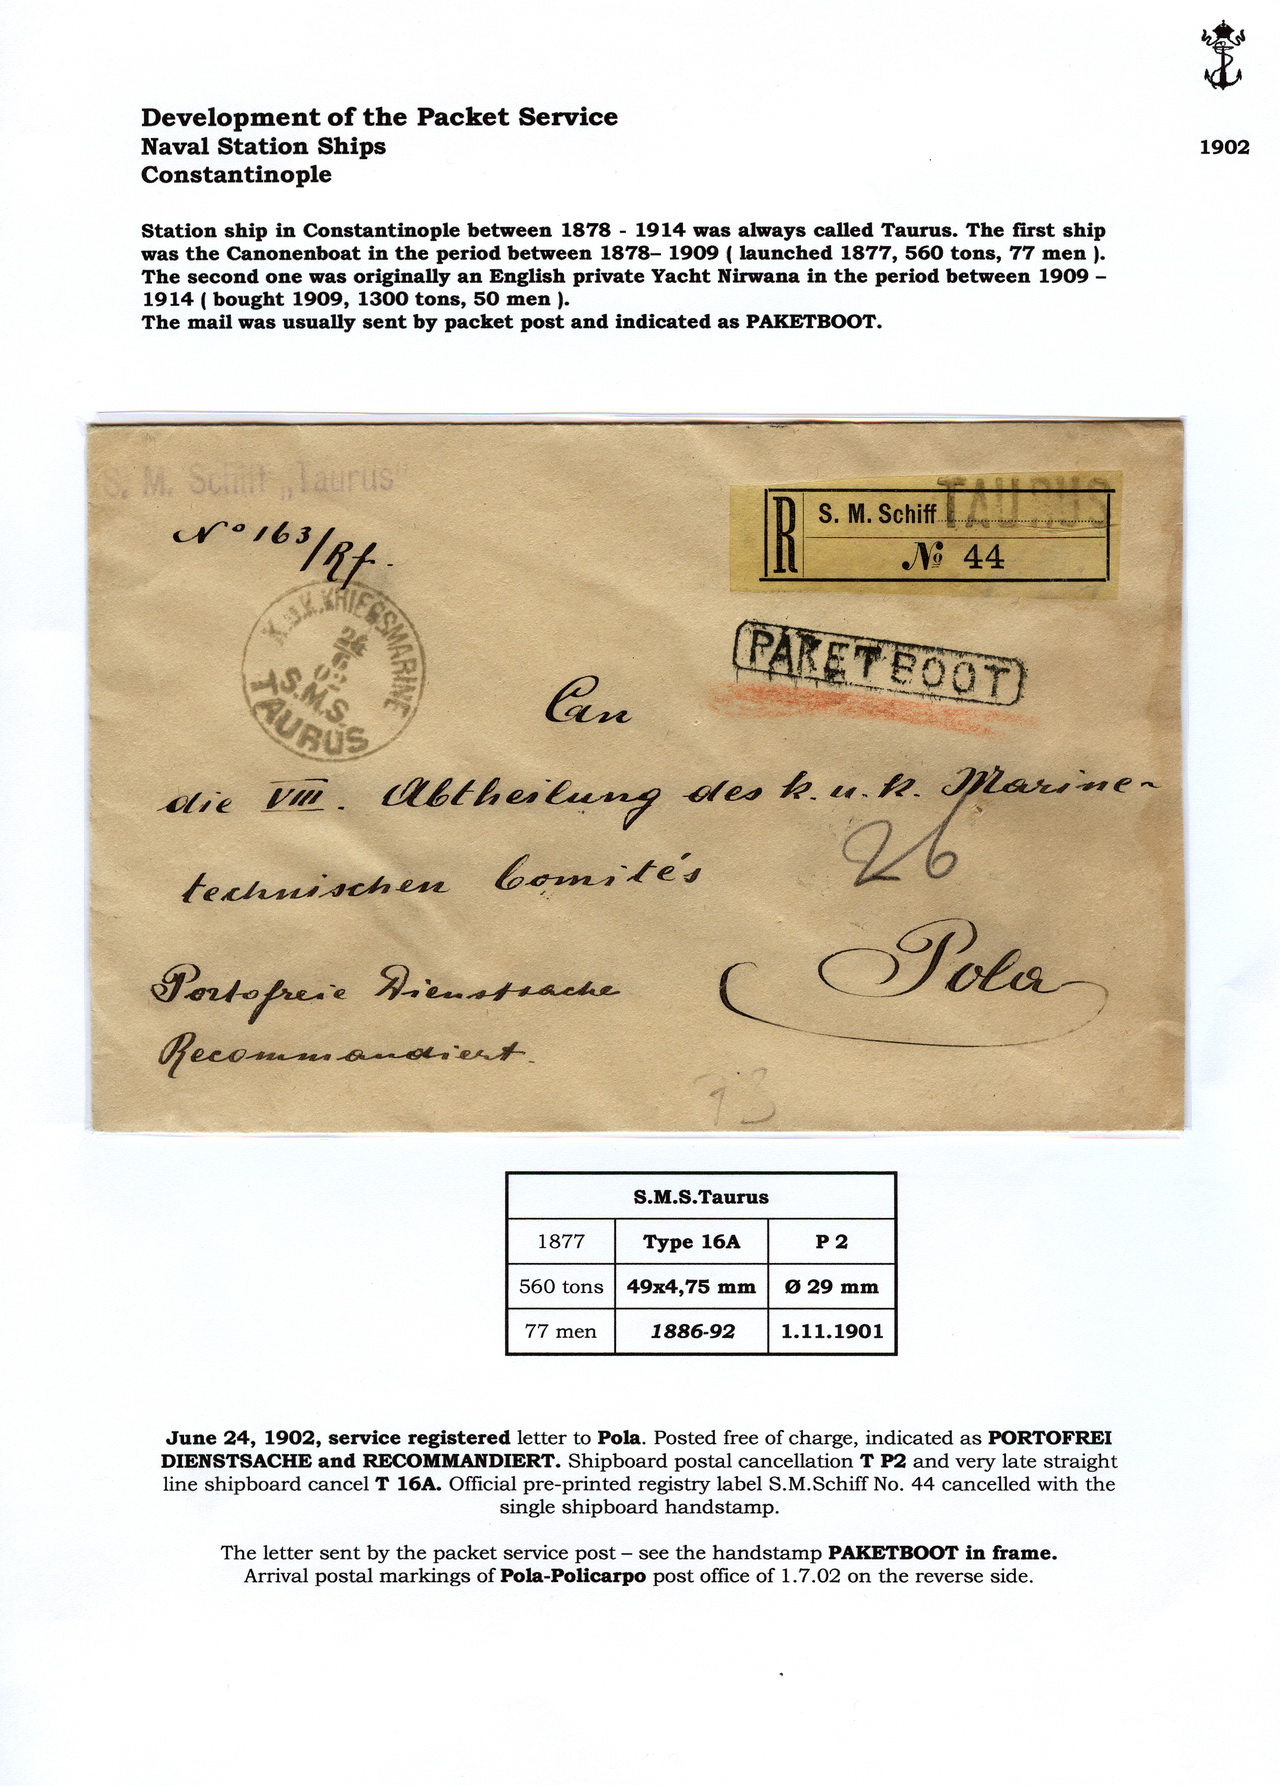 Development of the Packet Service
Naval Station Ships
1902
Constantinople
Station ship in Constantinople between 1878 - 1914 was always called Taurus. The first ship
was the Canonenboat in the period between 1878– 1909 ( launched 1877, 560 tons, 77 men ).
The second one was originally an English private Yacht Nirwana in the period between 1909 –
1914 ( bought 1909, 1300 tons, 50 men ).
The mail was usually sent by packet post and indicated as PAKETBOOT.
S. M. Schiff „Taurus"
No 163/Rf.
R
S. M. Schiff TAURUS
No 44
K.U.K. KRIEGSMARINE
24
6
02
S.M.S.
TAURUS
PAKETBOOT
An
die VIII. Abtheilung des k. u. k. Marine-
technischen Comités
26
Pola
Portofreie Dienstsache
Recommandiert.
13
S.M.S.Taurus
1877 Type 16A P 2
560 tons 49x4,75 mm Ø 29 mm
77 men 1886-92 1.11.1901
June 24, 1902, service registered letter to Pola. Posted free of charge, indicated as PORTOFREI
DIENSTSACHE and RECOMMANDIERT. Shipboard postal cancellation T P2 and very late straight
line shipboard cancel T 16A. Official pre-printed registry label S.M.Schiff No. 44 cancelled with the
single shipboard handstamp.
The letter sent by the packet service post – see the handstamp PAKETBOOT in frame.
Arrival postal markings of Pola-Policarpo post office of 1.7.02 on the reverse side.